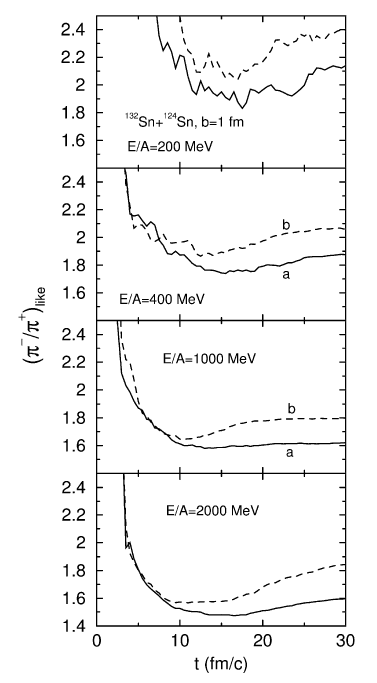 2.4
2.2
2
1.8
1.6
¹³²Sn+¹²⁴Sn, b=1 fm
E/A=200 MeV
2.4
2.2
2
1.8
1.6
b
a
E/A=400 MeV
(π⁻/π⁺)like
2.4
2.2
2
1.8
1.6
E/A=1000 MeV
b
a
2.4
2.2
2
1.8
1.6
1.4
E/A=2000 MeV
0 10 20 30
t (fm/c)